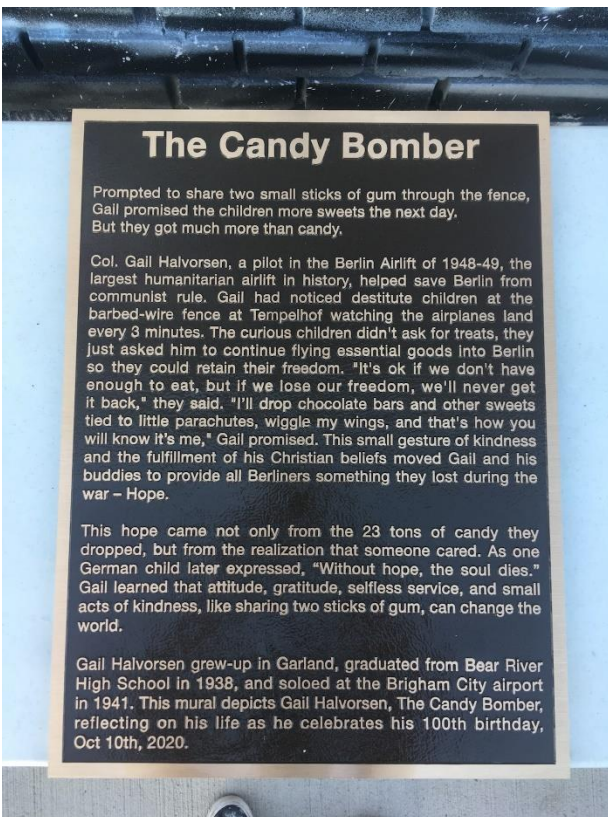 The Candy Bomber
Prompted to share two small sticks of gum through the fence,
Gail promised the children more sweets the next day.
But they got much more than candy.
Col. Gail Halvorsen, a pilot in the Berlin Airlift of 1948-49, the
largest humanitarian airlift in history, helped save Berlin from
communist rule. Gail had noticed destitute children at the
barbed-wire fence at Tempelhof watching the airplanes land
every 3 minutes. The curious children didn't ask for treats, they
just asked him to continue flying essential goods into Berlin
so they could retain their freedom. "It's ok if we don't have
enough to eat, but if we lose our freedom, we'll never get
it back," they said. "I'll drop chocolate bars and other sweets
tied to little parachutes, wiggle my wings, and that's how you
will know it's me," Gail promised. This small gesture of kindness
and the fulfillment of his Christian beliefs moved Gail and his
buddies to provide all Berliners something they lost during the
war – Hope.
This hope came not only from the 23 tons of candy they
dropped, but from the realization that someone cared. As one
German child later expressed, “Without hope, the soul dies.”
Gail learned that attitude, gratitude, selfless service, and small
acts of kindness, like sharing two sticks of gum, can change the
world.
Gail Halvorsen grew-up in Garland, graduated from Bear River
High School in 1938, and soloed at the Brigham City airport
in 1941. This mural depicts Gail Halvorsen, The Candy Bomber,
reflecting on his life as he celebrates his 100th birthday,
Oct 10th, 2020.